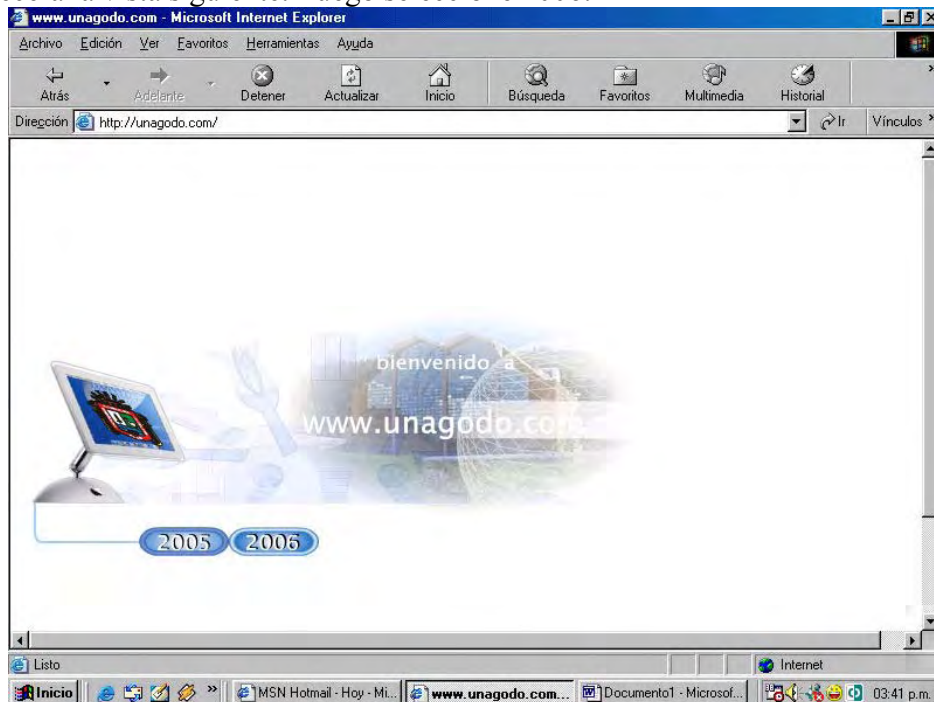 www.unagodo.com - Microsoft Internet Explorer
Archivo Edición Ver Favoritos Herramientas Ayuda
Atrás Adelante Detener Actualizar Inicio Búsqueda Favoritos Multimedia Historial »
Dirección http://unagodo.com/ Ir Vínculos »
bienvenido a
www.unagodo.com
2005 2006
Listo Internet
Inicio » MSN Hotmail - Hoy - Mi... www.unagodo.com... Documento1 - Microsof... 03:41 p.m.